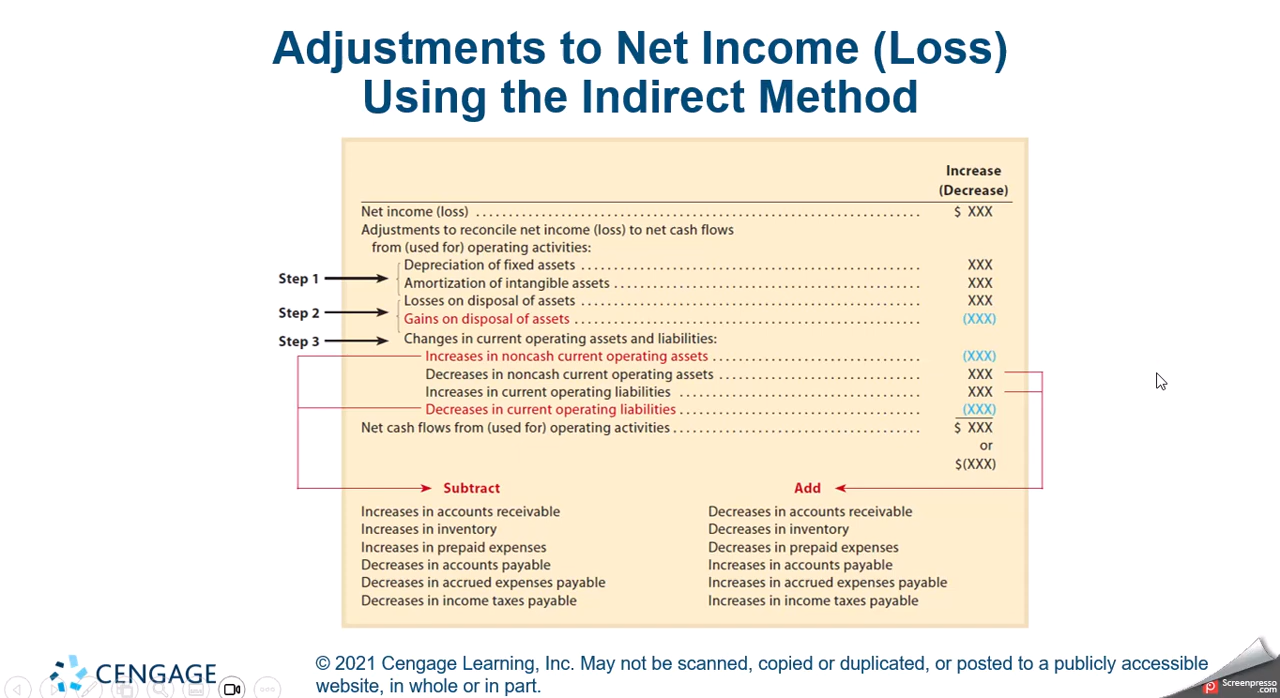 Adjustments to Net Income (Loss)
Using the Indirect Method
Increase
(Decrease)
Net income (loss) ........................................................................ $ XXX
Adjustments to reconcile net income (loss) to net cash flows
from (used for) operating activities:
Step 1
Depreciation of fixed assets ........................................................ XXX
Amortization of intangible assets ................................................. XXX
Step 2
Losses on disposal of assets ........................................................ XXX
Gains on disposal of assets ......................................................... (XXX)
Step 3
Changes in current operating assets and liabilities:
Increases in noncash current operating assets .................................. (XXX)
Decreases in noncash current operating assets ................................. XXX
Increases in current operating liabilities ........................................ XXX
Decreases in current operating liabilities ....................................... (XXX)
Net cash flows from (used for) operating activities ........................................ $ XXX
or
$(XXX)
Subtract
Increases in accounts receivable
Increases in inventory
Increases in prepaid expenses
Decreases in accounts payable
Decreases in accrued expenses payable
Decreases in income taxes payable
Add
Decreases in accounts receivable
Decreases in inventory
Decreases in prepaid expenses
Increases in accounts payable
Increases in accrued expenses payable
Increases in income taxes payable
CENGAGE
© 2021 Cengage Learning, Inc. May not be scanned, copied or duplicated, or posted to a publicly accessible
website, in whole or in part.
Screenpresso
.com